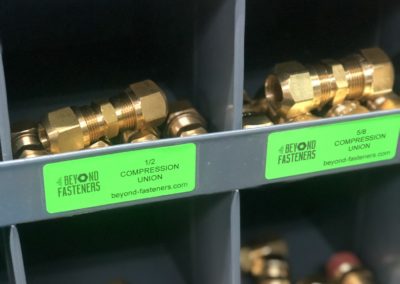 BEYOND
FASTENERS
1/2
COMPRESSION
UNION
beyond-fasteners.com
BEYOND
FASTENERS
5/8
COMPRESSION
UNION
beyond-fasteners.com